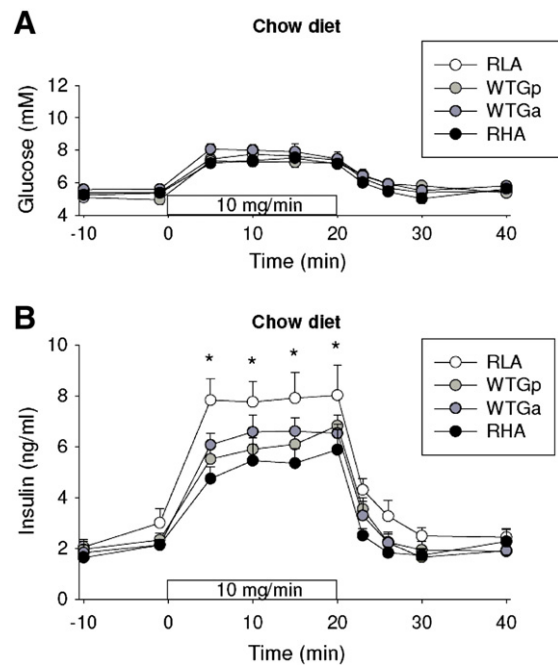 A
Chow diet
RLA
WTGp
WTGa
RHA
Glucose (mM)
12
10
8
6
4
10 mg/min
-10 0 10 20 30 40
Time (min)
B
Chow diet
RLA
WTGp
WTGa
RHA
Insulin (ng/ml)
10
8
6
4
2
0
* * * *
10 mg/min
-10 0 10 20 30 40
Time (min)